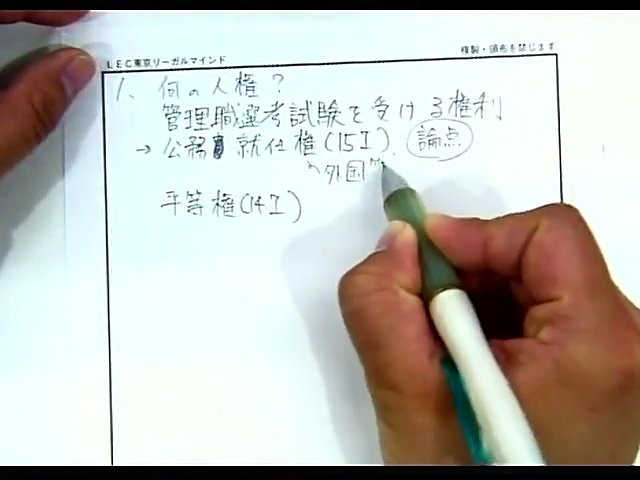 LEC東京リーガルマインド
複製・頒布を禁じます
1、何の人権？
管理職選考試験を受ける権利
→公務 就任権(15Ⅰ). 論点
外国
平等権(14Ⅰ)